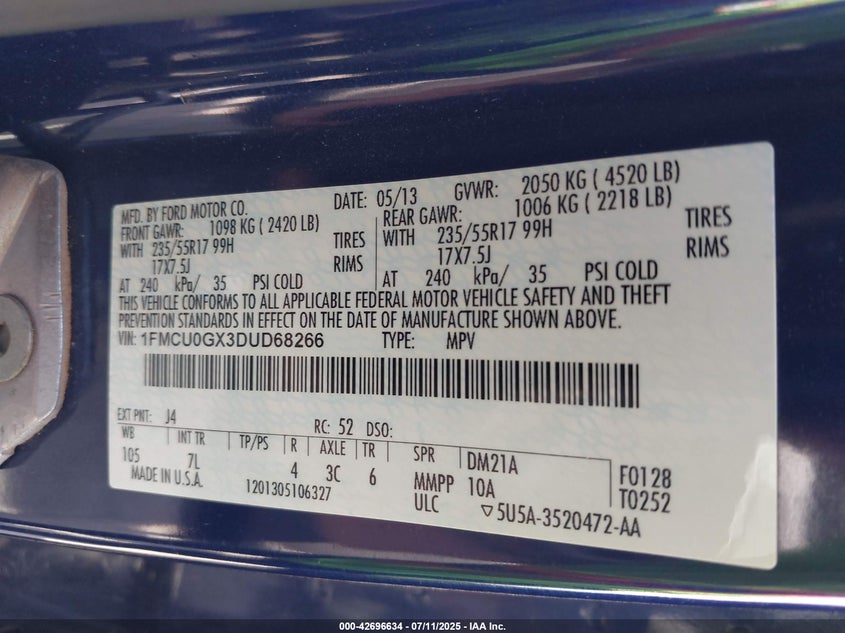 MFD. BY FORD MOTOR CO. DATE: 05/13 GVWR: 2050 KG ( 4520 LB)
FRONT GAWR: 1098 KG ( 2420 LB) REAR GAWR: 1006 KG ( 2218 LB)
WITH 235/55R17 99H TIRES WITH 235/55R17 99H TIRES
17X7.5J RIMS 17X7.5J RIMS
AT 240 kPa/ 35 PSI COLD AT 240 kPa/ 35 PSI COLD
THIS VEHICLE CONFORMS TO ALL APPLICABLE FEDERAL MOTOR VEHICLE SAFETY AND THEFT
PREVENTION STANDARDS IN EFFECT ON THE DATE OF MANUFACTURE SHOWN ABOVE.
VIN: 1FMCU0GX3DUD68266 TYPE: MPV
EXT PNT: J4 RC: 52 DSO:
WB INT TR TP/PS R AXLE TR SPR DM21A
105 7L 4 3C 6 MMPP 10A F0128
MADE IN U.S.A. 1201305106327 ULC ▽5U5A-3520472-AA T0252
000-42696634 - 07/11/2025 - IAA Inc.